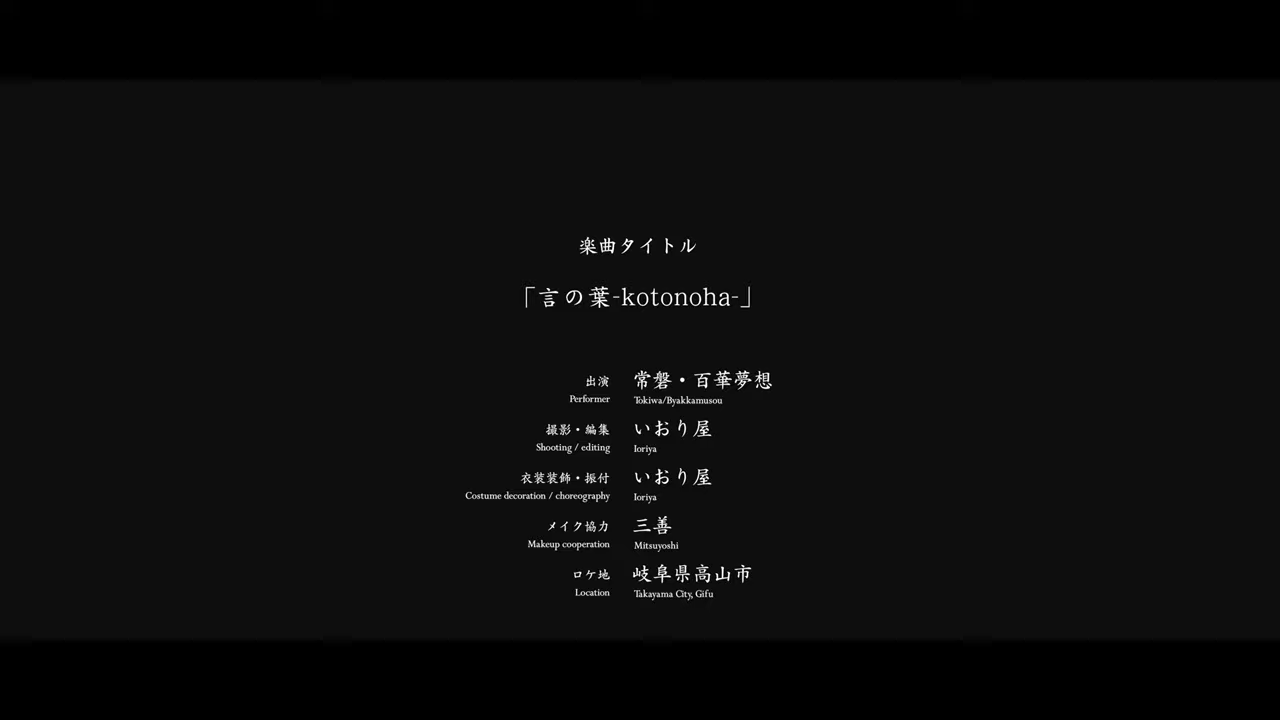 楽曲タイトル
「言の葉-kotonoha-」
出演 常磐・百華夢想
Performer Tokiwa/Byakkamusou
撮影・編集 いおり屋
Shooting / editing Ioriya
衣装装飾・振付 いおり屋
Costume decoration / choreography Ioriya
メイク協力 三善
Makeup cooperation Mitsuyoshi
ロケ地 岐阜県高山市
Location Takayama City, Gifu